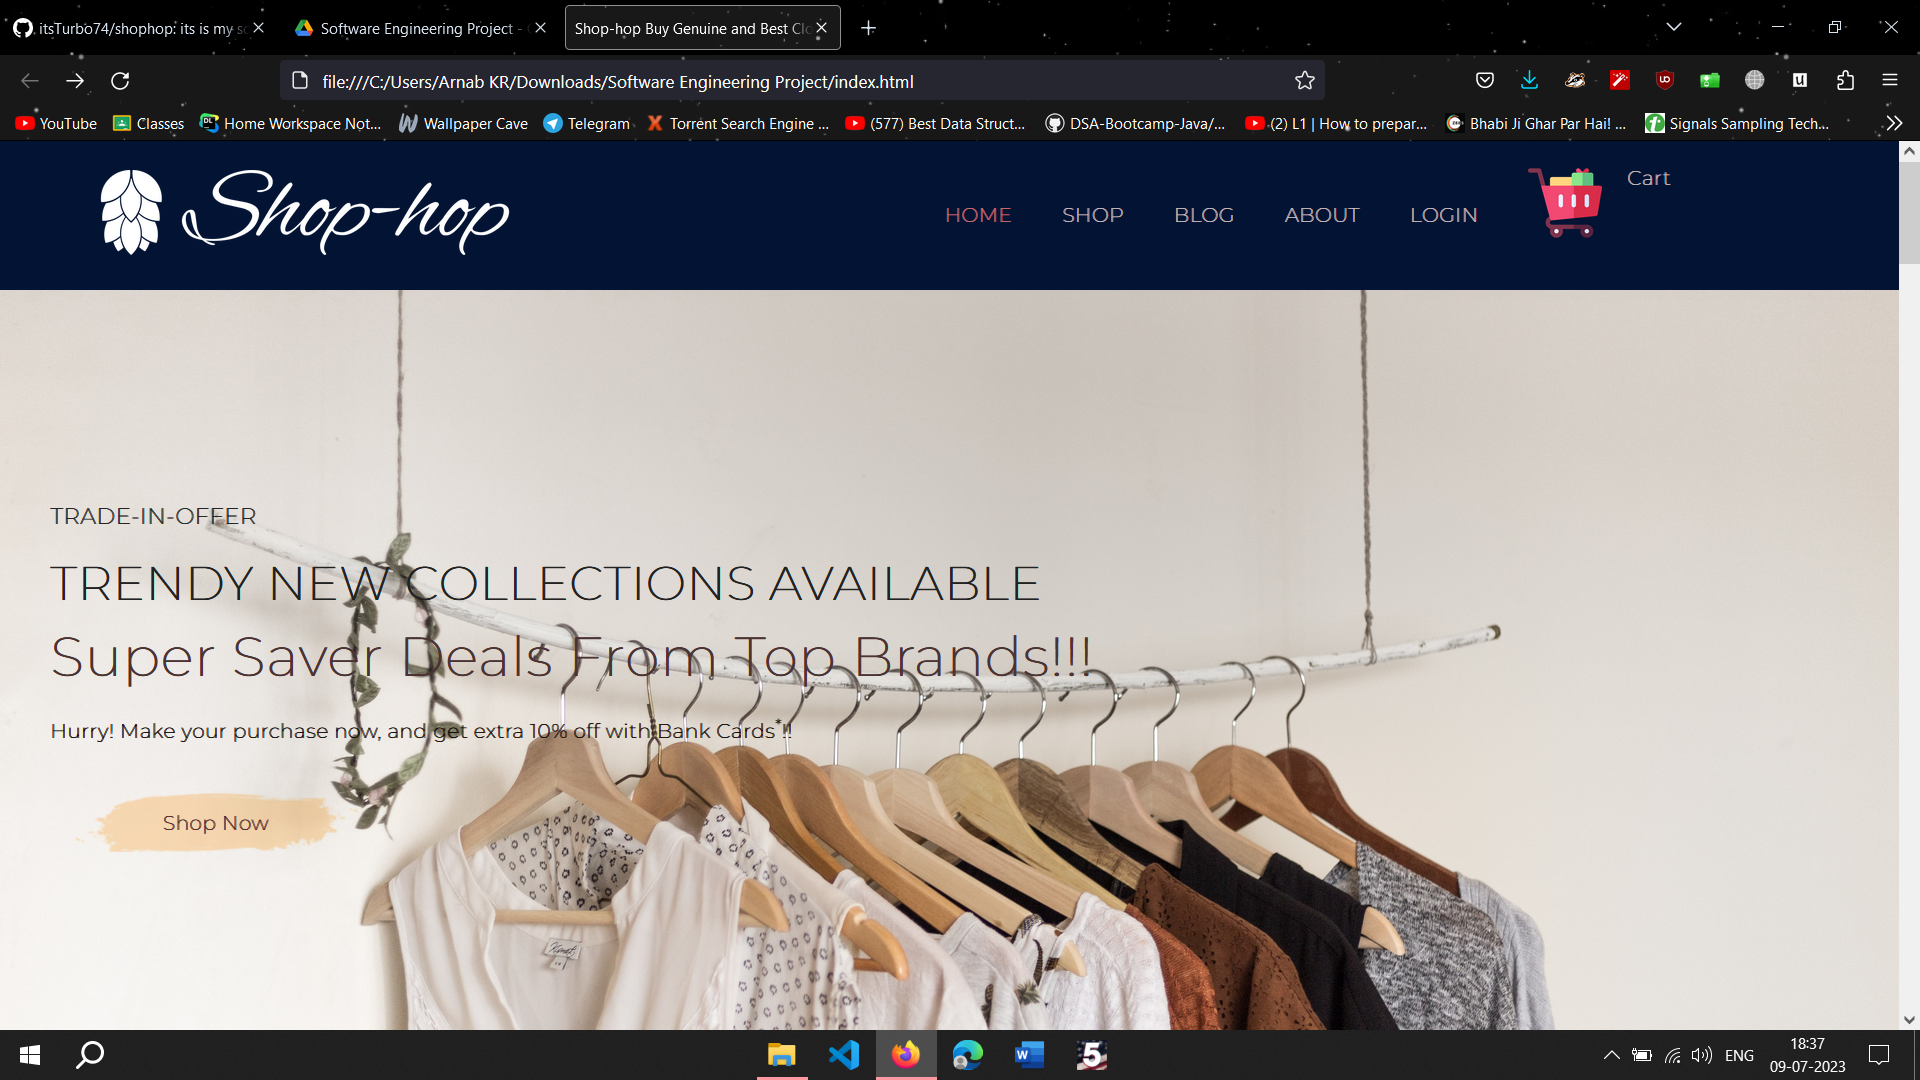 itsTurbo74/shophop: its is my sc
Software Engineering Project -
Shop-hop Buy Genuine and Best Clo
file:///C:/Users/Arnab KR/Downloads/Software Engineering Project/index.html
YouTube
Classes
Home Workspace Not...
Wallpaper Cave
Telegram
Torrent Search Engine ...
(577) Best Data Struct...
DSA-Bootcamp-Java/...
(2) L1 | How to prepar...
Bhabi Ji Ghar Par Hai! ...
Signals Sampling Tech...
Shop-hop
HOME
SHOP
BLOG
ABOUT
LOGIN
Cart
TRADE-IN-OFFER
TRENDY NEW COLLECTIONS AVAILABLE
Super Saver Deals From Top Brands!!!
Hurry! Make your purchase now, and get extra 10% off with Bank Cards*!!
Shop Now
ENG
18:37
09-07-2023